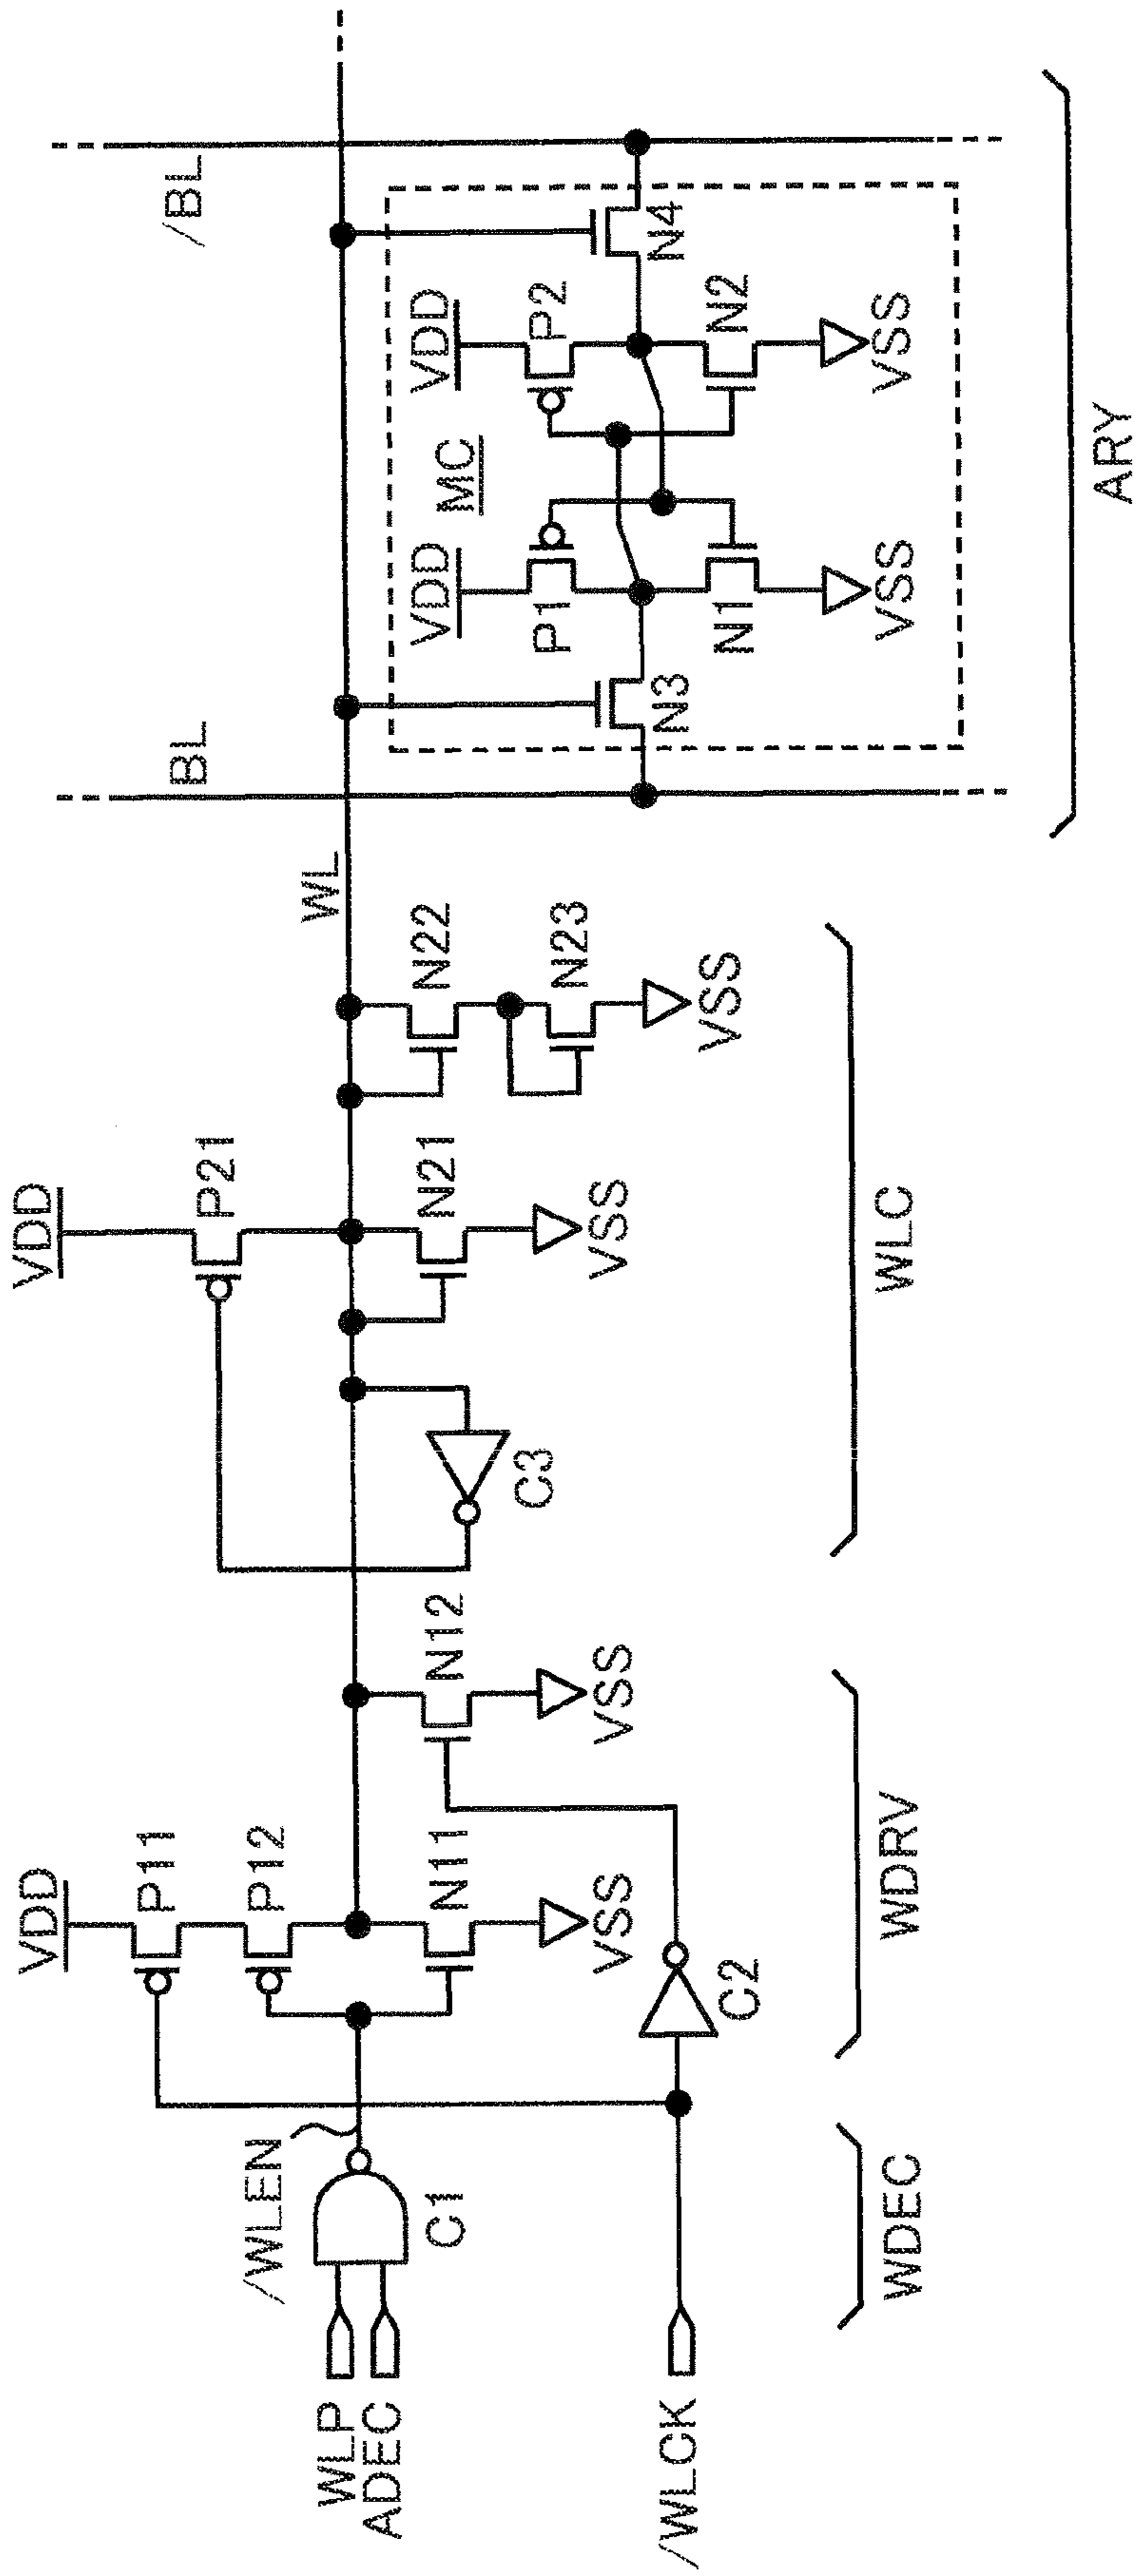 WLP
ADEC
/WLCK
/WLEN
C1
WDEC
VDD
P11
P12
N11
VSS
C2
N12
VSS
WDRV
C3
VDD
P21
N21
VSS
N22
N23
VSS
WLC
WL
BL
/BL
N3
VDD
P1
N1
VSS
MC
VDD
P2
N2
VSS
N4
ARY